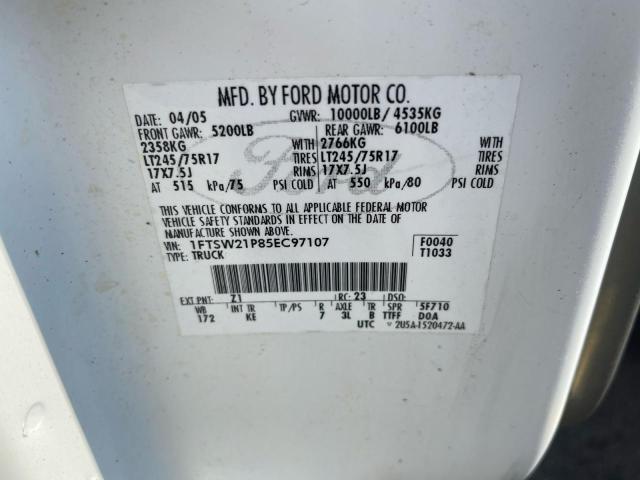 MFD. BY FORD MOTOR CO.
DATE: 04/05 GVWR: 10000LB/ 4535KG
FRONT GAWR: 5200LB REAR GAWR: 6100LB
2358KG WITH 2766KG WITH
LT245/75R17 TIRES LT245/75R17 TIRES
17X7.5J RIMS 17X7.5J RIMS
AT 515 kPa/75 PSI COLD AT 550 kPa/80 PSI COLD
Ford
THIS VEHICLE CONFORMS TO ALL APPLICABLE FEDERAL MOTOR
VEHICLE SAFETY STANDARDS IN EFFECT ON THE DATE OF
MANUFACTURE SHOWN ABOVE.
VIN: 1FTSW21P85EC97107 F0040
TYPE: TRUCK T1033
EXT PNT: Z1 RC: 23 DSO:
WB INT TR TP/PS R AXLE TR SPR 5F710
172 KE 7 3L B TTFF DOA
UTC 2U5A-1520472-AA